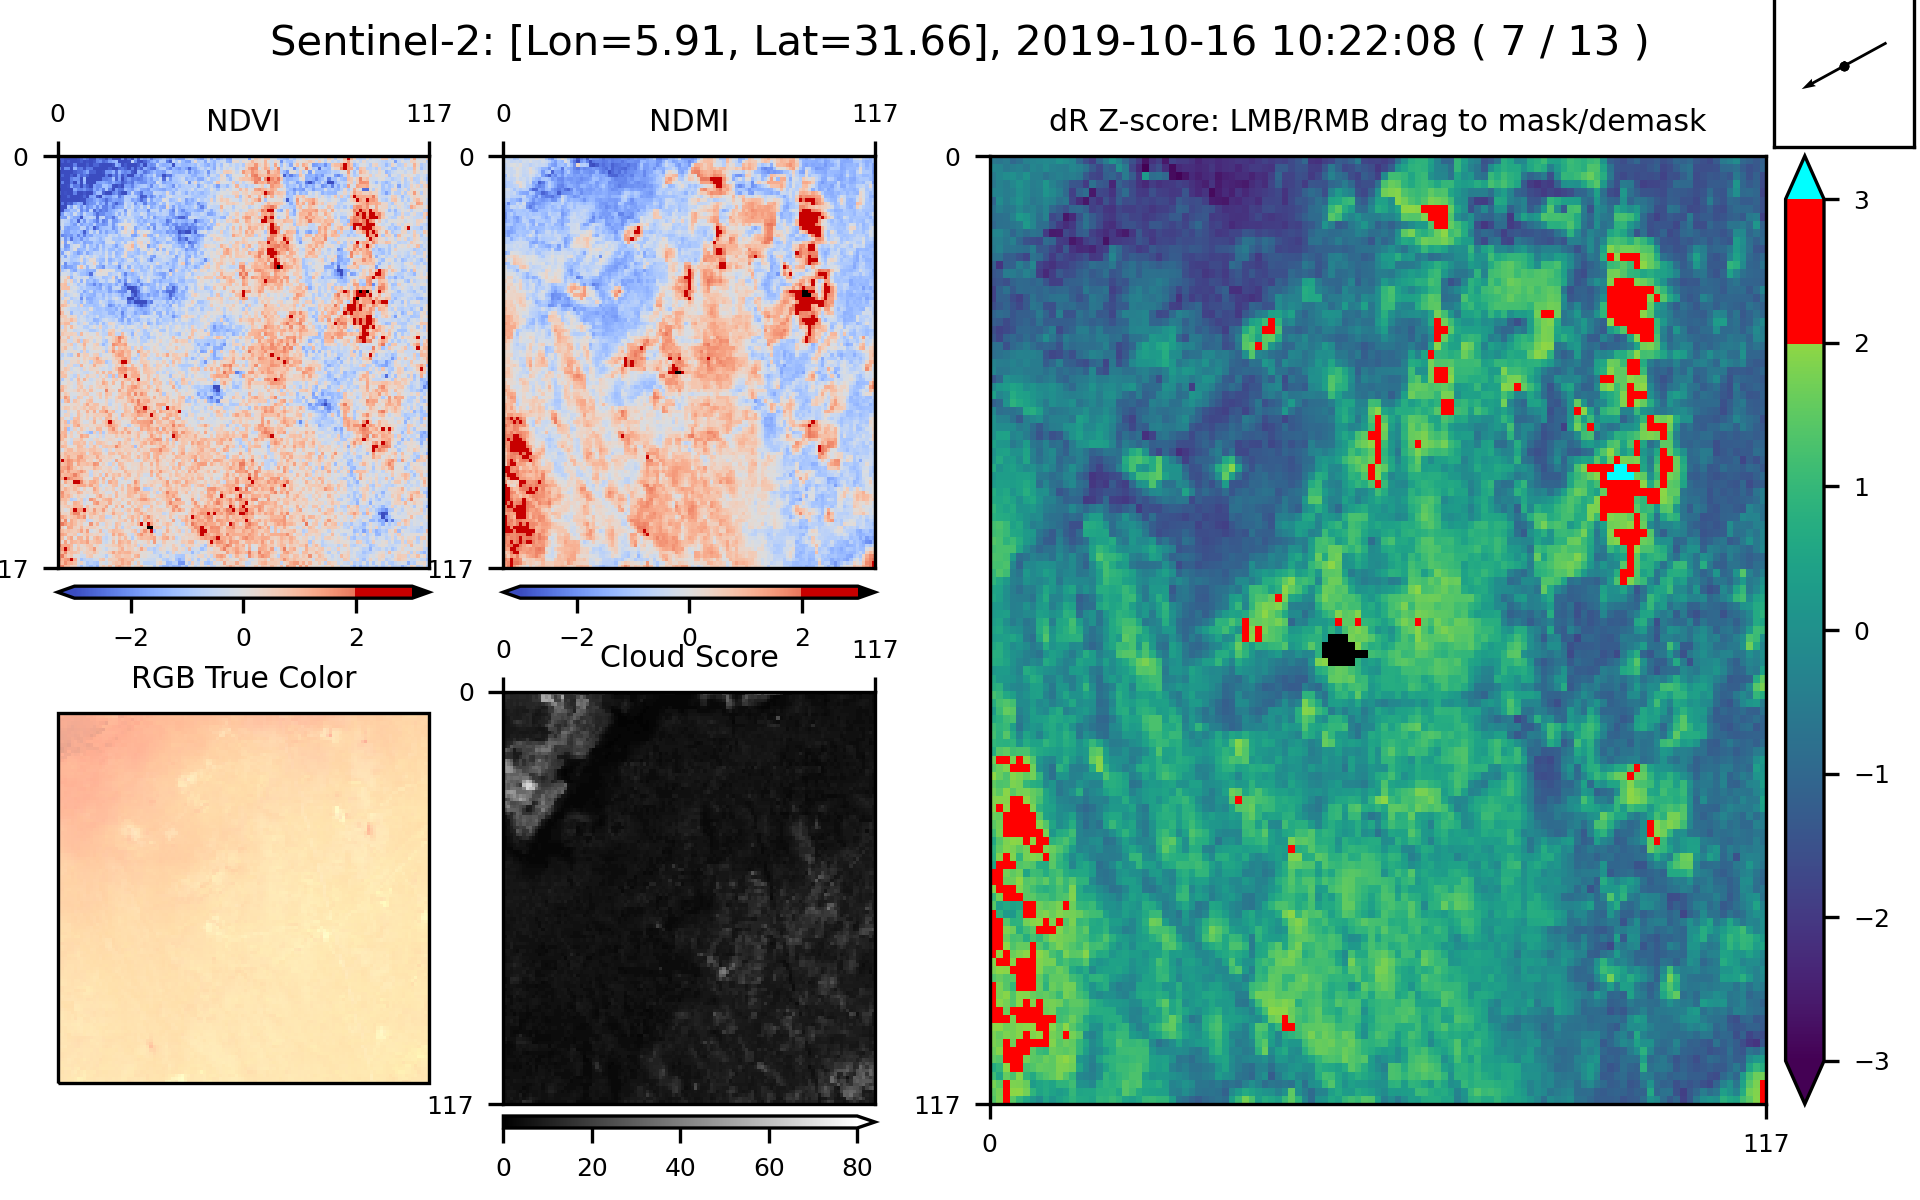 Sentinel-2: [Lon=5.91, Lat=31.66], 2019-10-16 10:22:08 ( 7 / 13 )
0 NDVI 117
0 NDMI 117
dR Z-score: LMB/RMB drag to mask/demask
0
0
0
3
2
1
0
−1
−2
−3
17
117
−2 0 2
−2 0 2
RGB True Color
0 Cloud Score 117
0
117
117
0 20 40 60 80
0 117